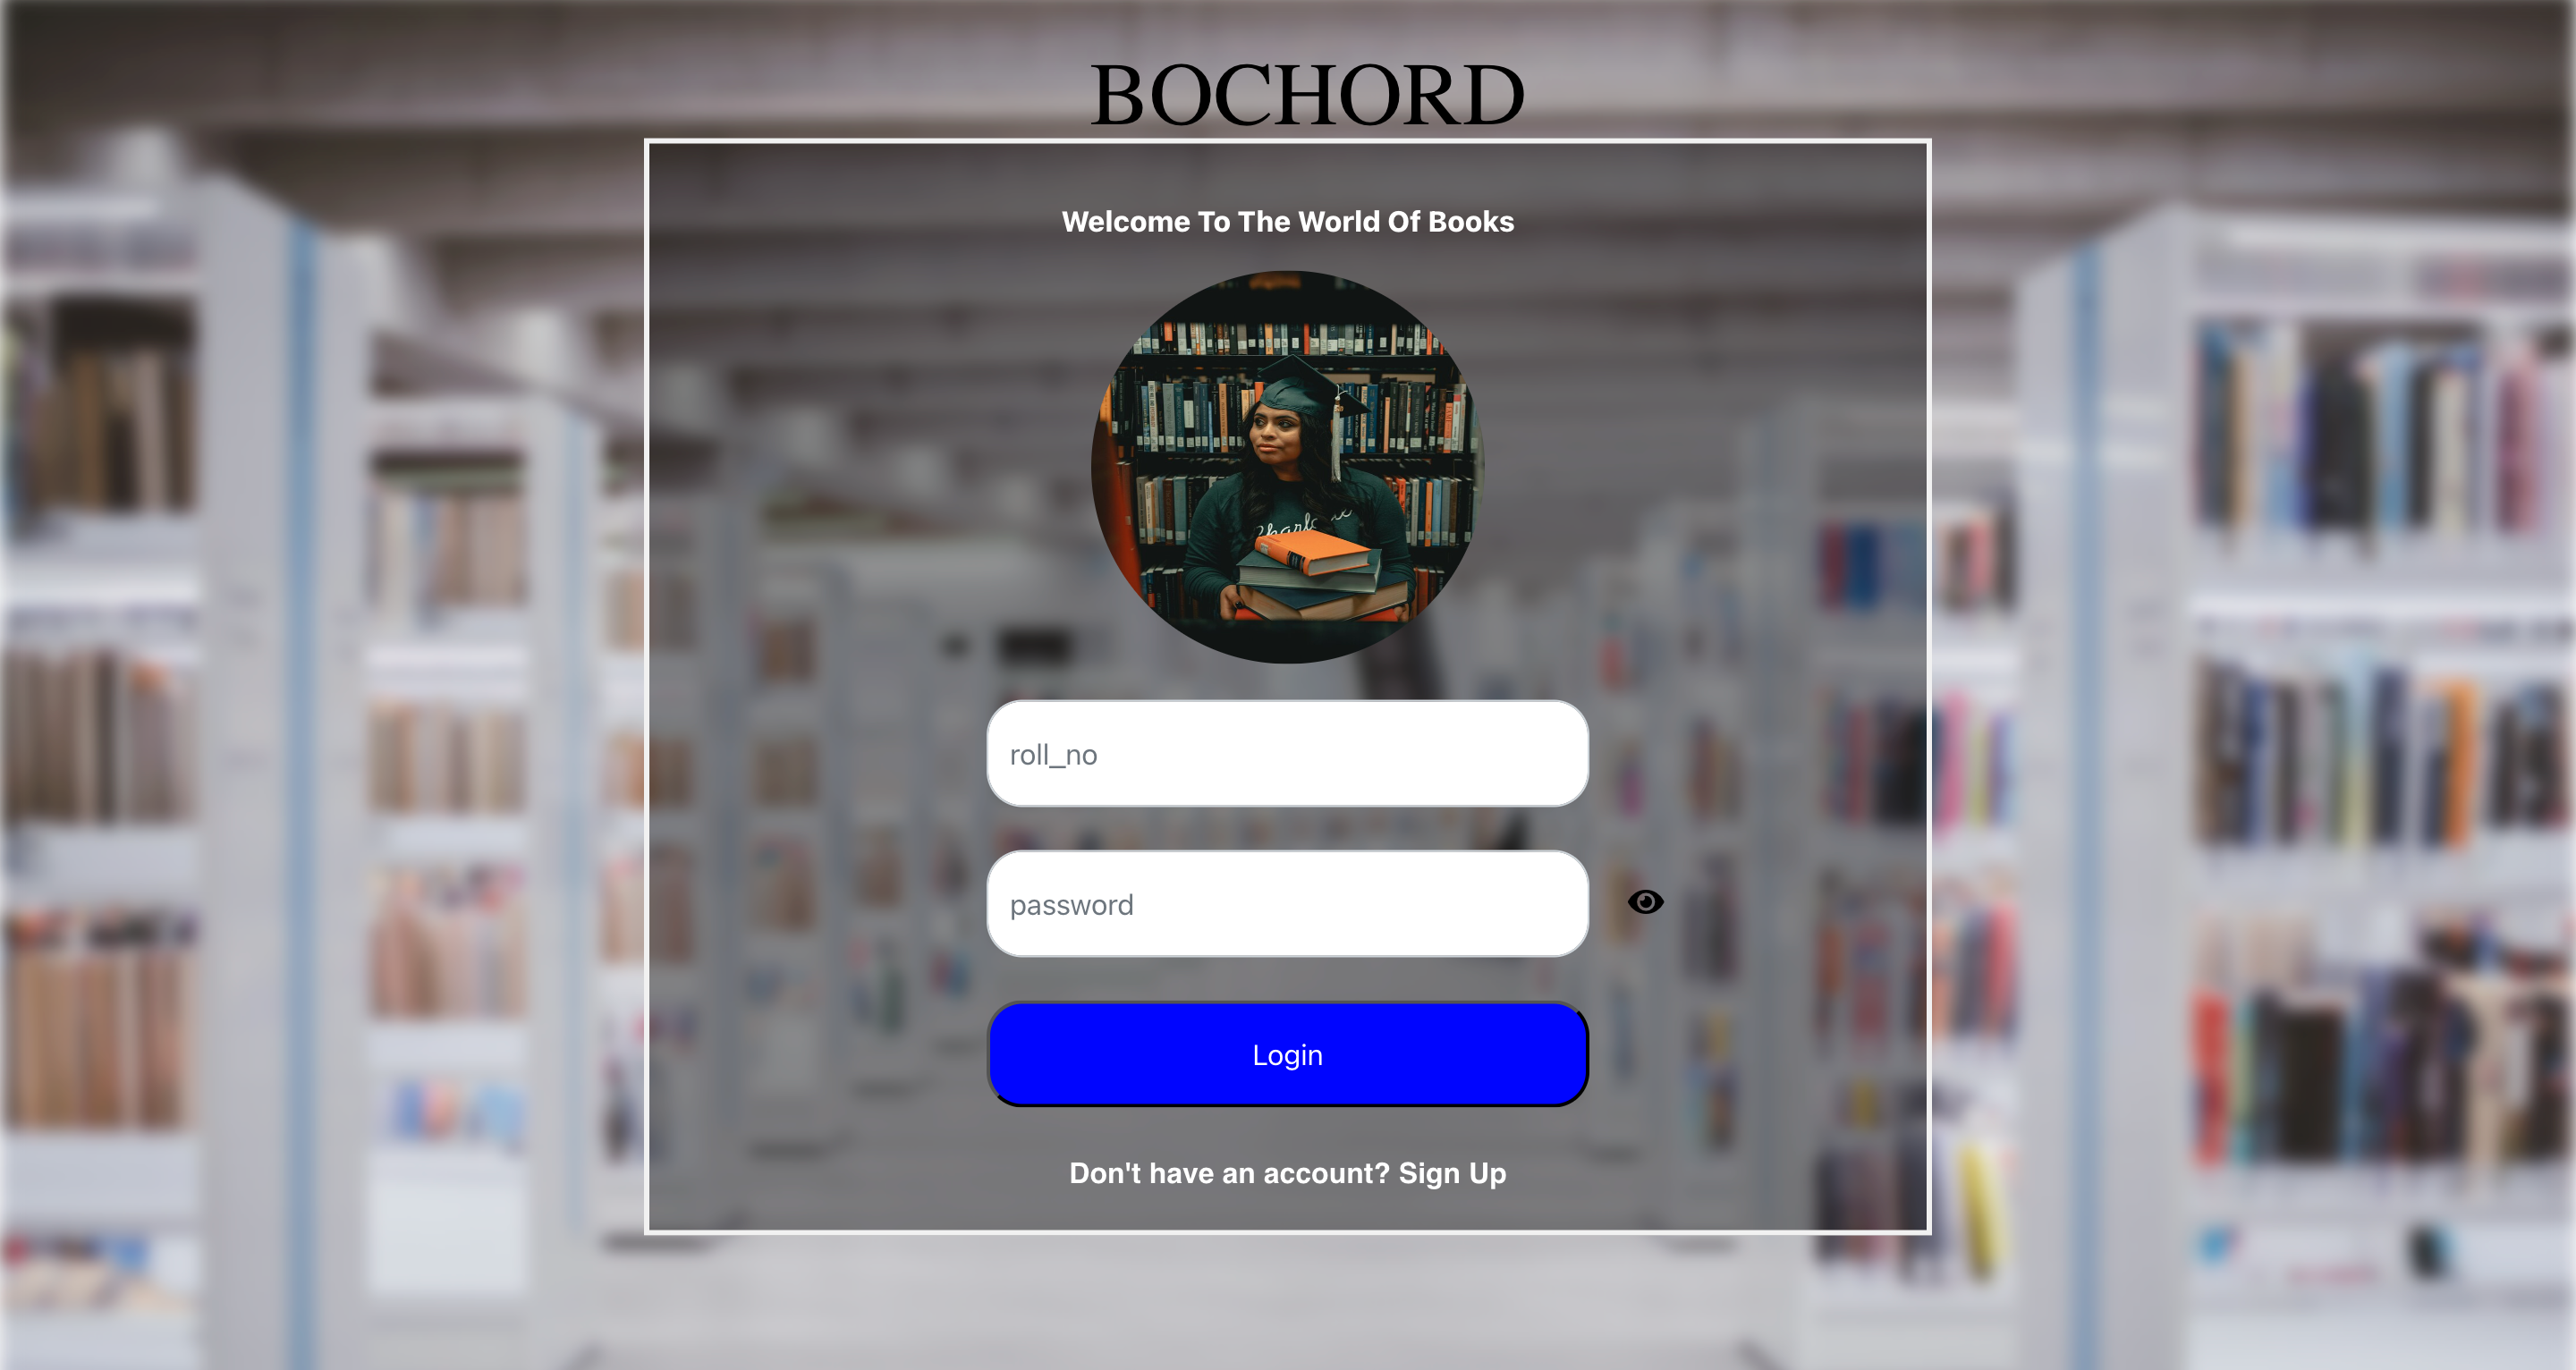 BOCHORD
Welcome To The World Of Books
roll_no
password
Login
Don't have an account? Sign Up